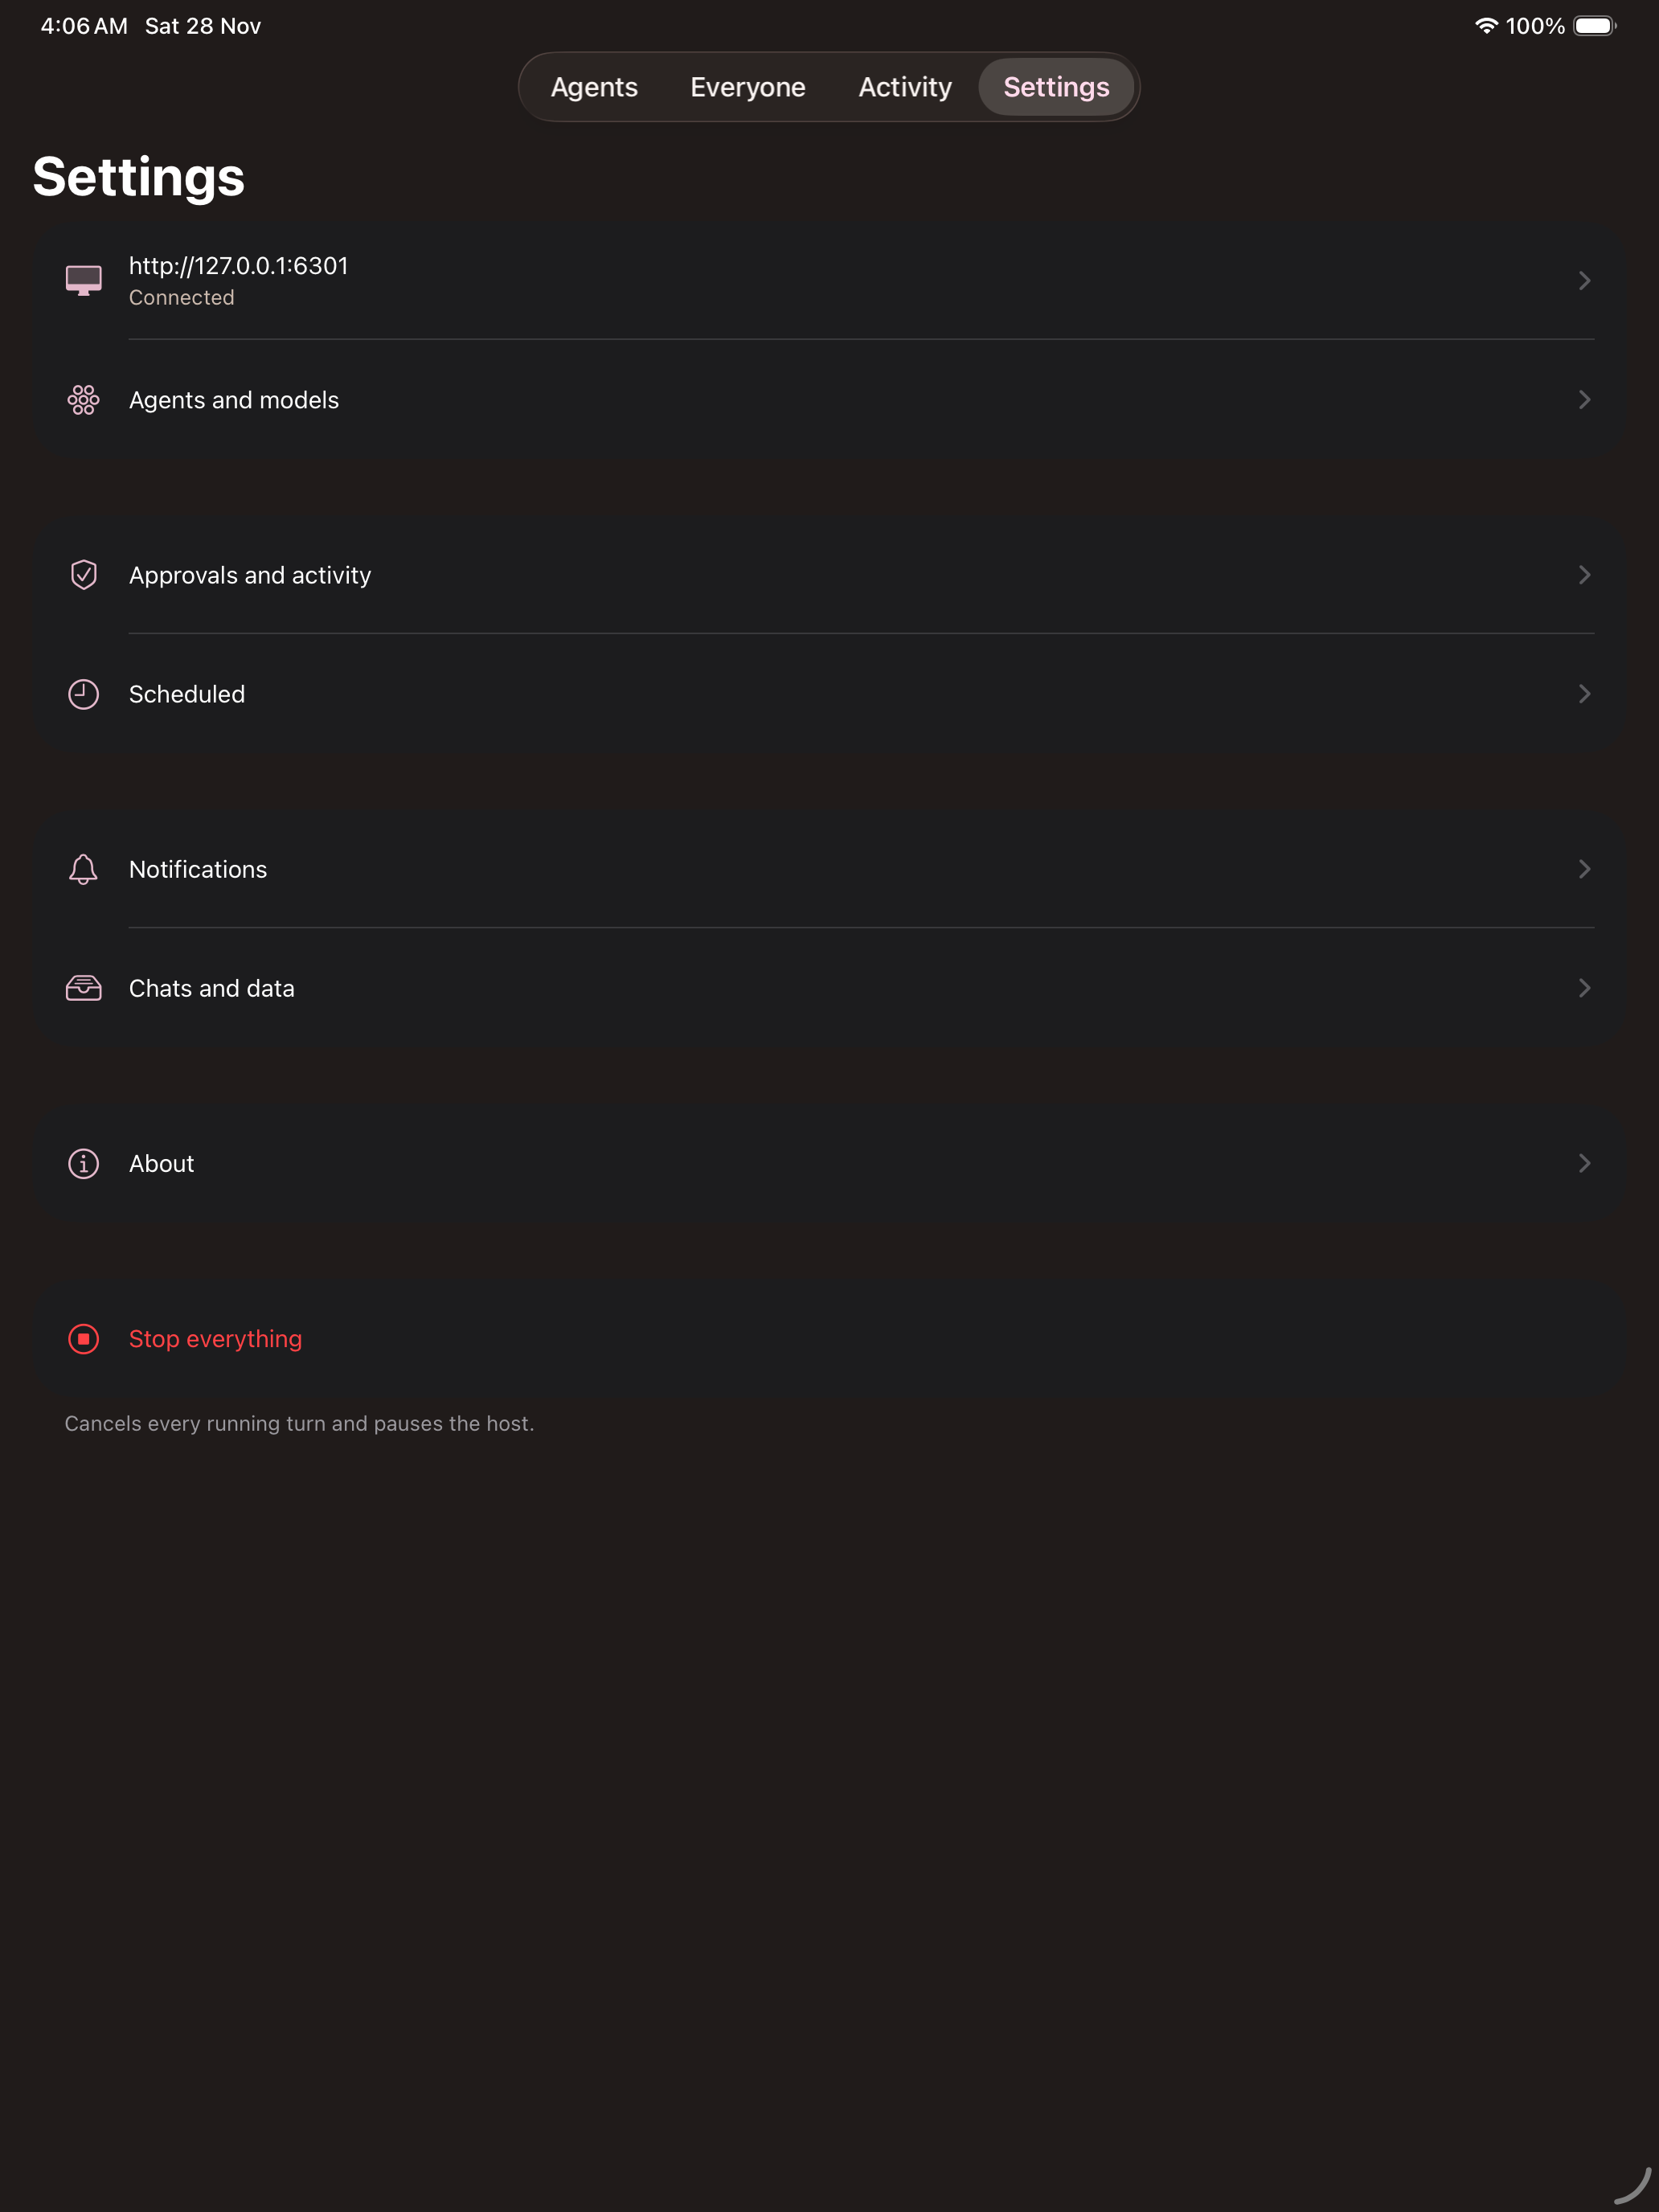 4:06 AM Sat 28 Nov
100%
Agents Everyone Activity Settings
Settings
http://127.0.0.1:6301
Connected
Agents and models
Approvals and activity
Scheduled
Notifications
Chats and data
About
Stop everything
Cancels every running turn and pauses the host.